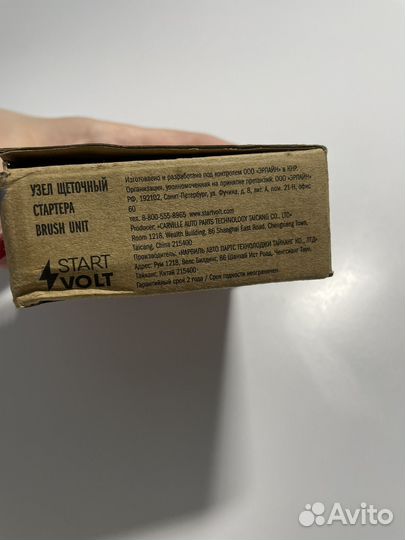 УЗЕЛ ЩЕТОЧНЫЙ
СТАРТЕРА
BRUSH UNIT
START
VOLT
Изготовлено и разработано под контролем ООО «ЭРЛАЙН» в КНР.
Организация, уполномоченная на принятие претензий: ООО «ЭРЛАЙН»
РФ, 192102, Санкт-Петербург, ул. Фучика, д. 8, лит. А, пом. 21-Н, офис
60
тел. 8-800-555-8965 www.startvolt.com
Producer: «CARVILLE AUTO PARTS TECHNOLOGY TAICANG CO., LTD»
Room 1218, Wealth Building, 86 Shanghai East Road, Chengxiang Town,
Taicang, China 215400
Производитель: «КАРВИЛЬ АВТО ПАРТС ТЕХНОЛОДЖИ ТАЙКАНГ КО., ЛТД»
Адрес: Рум 1218, Велс Билдинг, 86 Шанхай Ист Роад, Ченгсянг Таун,
Тайканг, Китай 215400
Гарантийный срок 2 года / Срок годности неограничен.
Avito